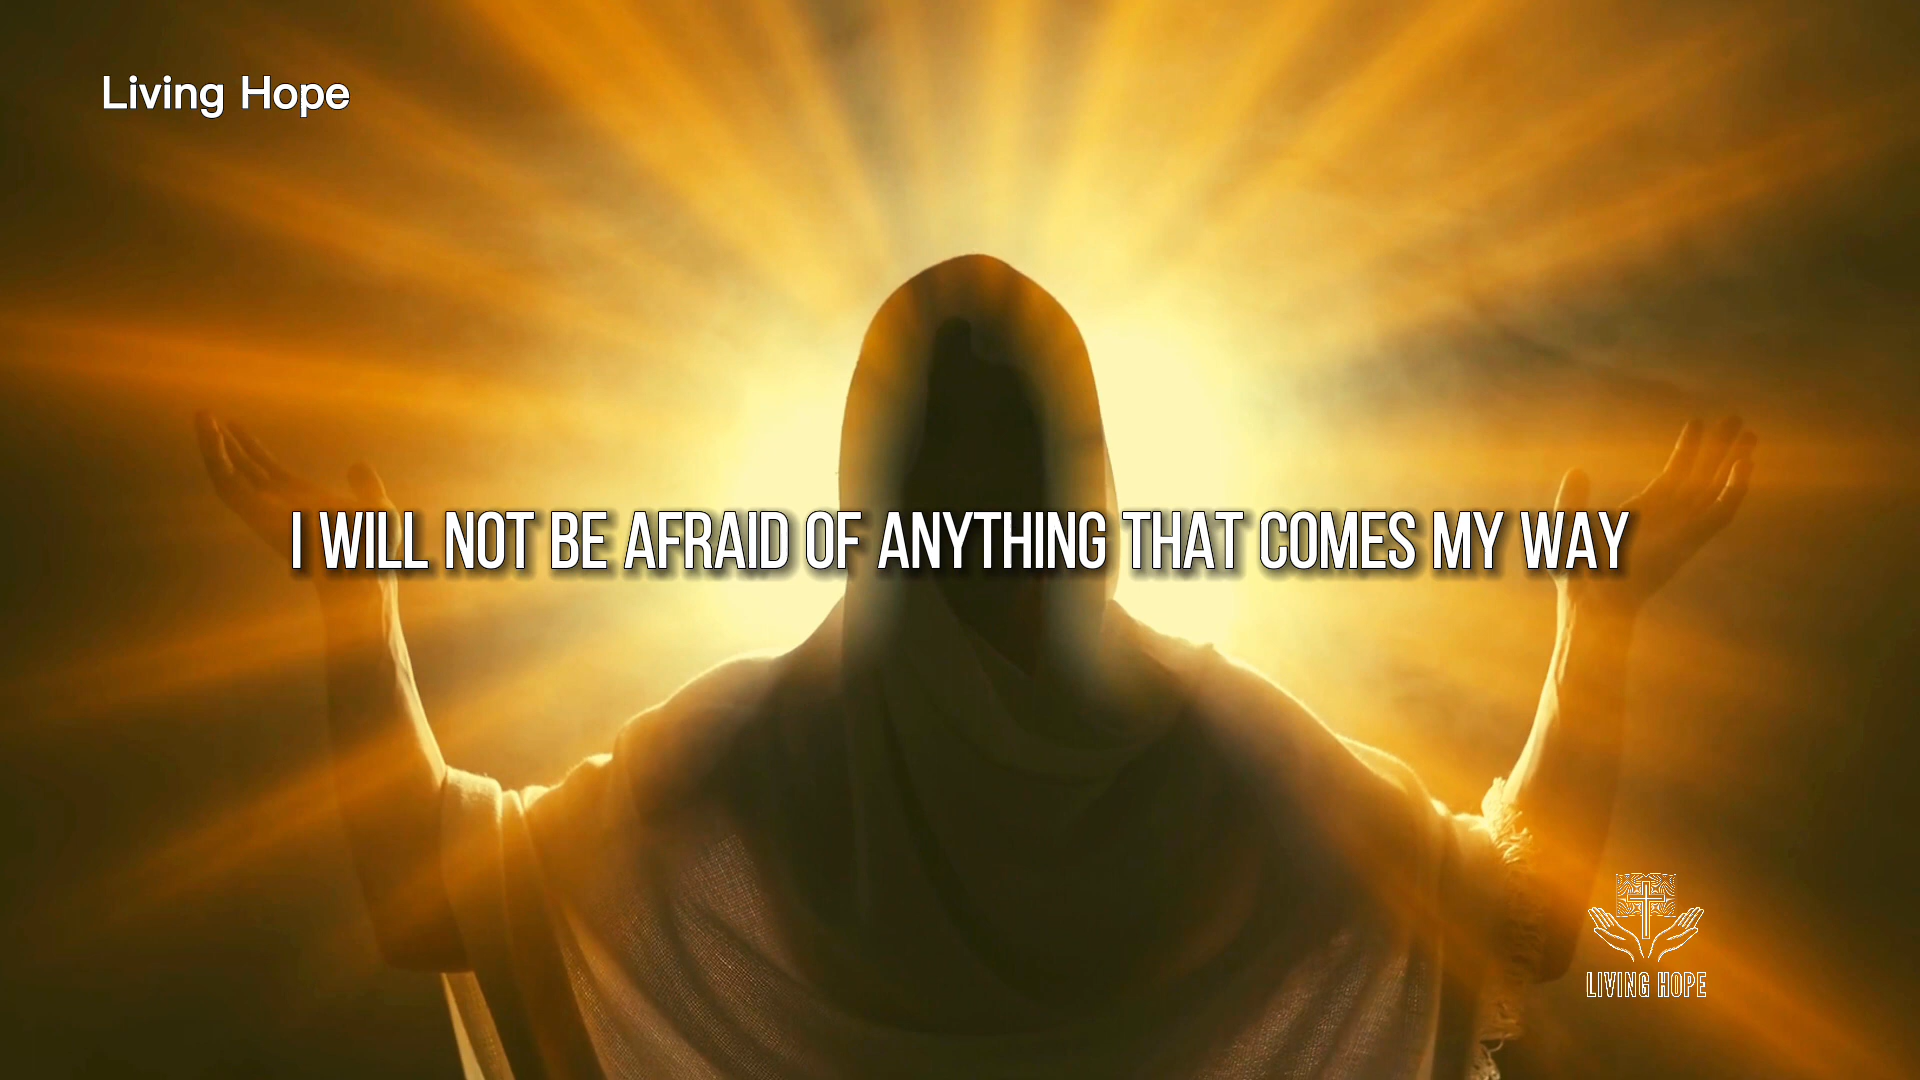 Living Hope
I WILL NOT BE AFRAID OF ANYTHING THAT COMES MY WAY
LIVING HOPE